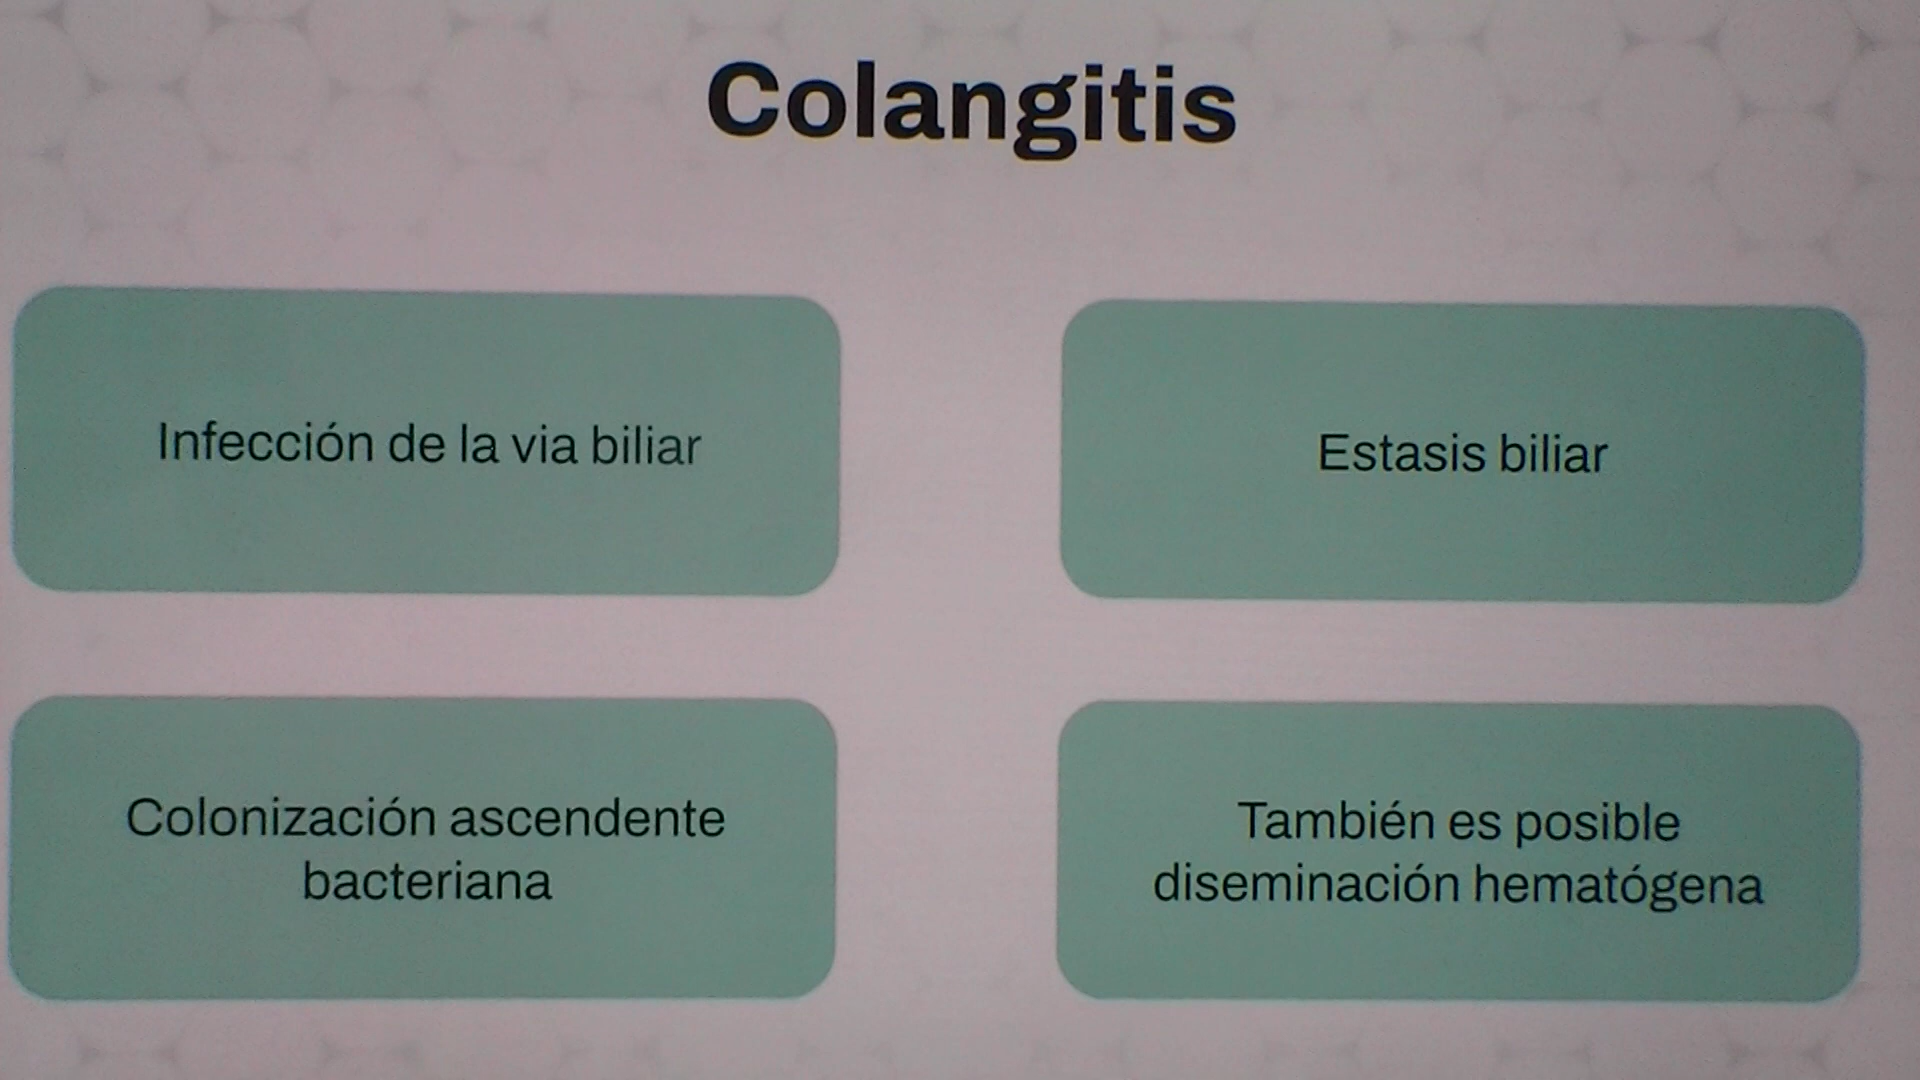 Colangitis
Infección de la via biliar
Estasis biliar
Colonización ascendente
bacteriana
También es posible
diseminación hematógena